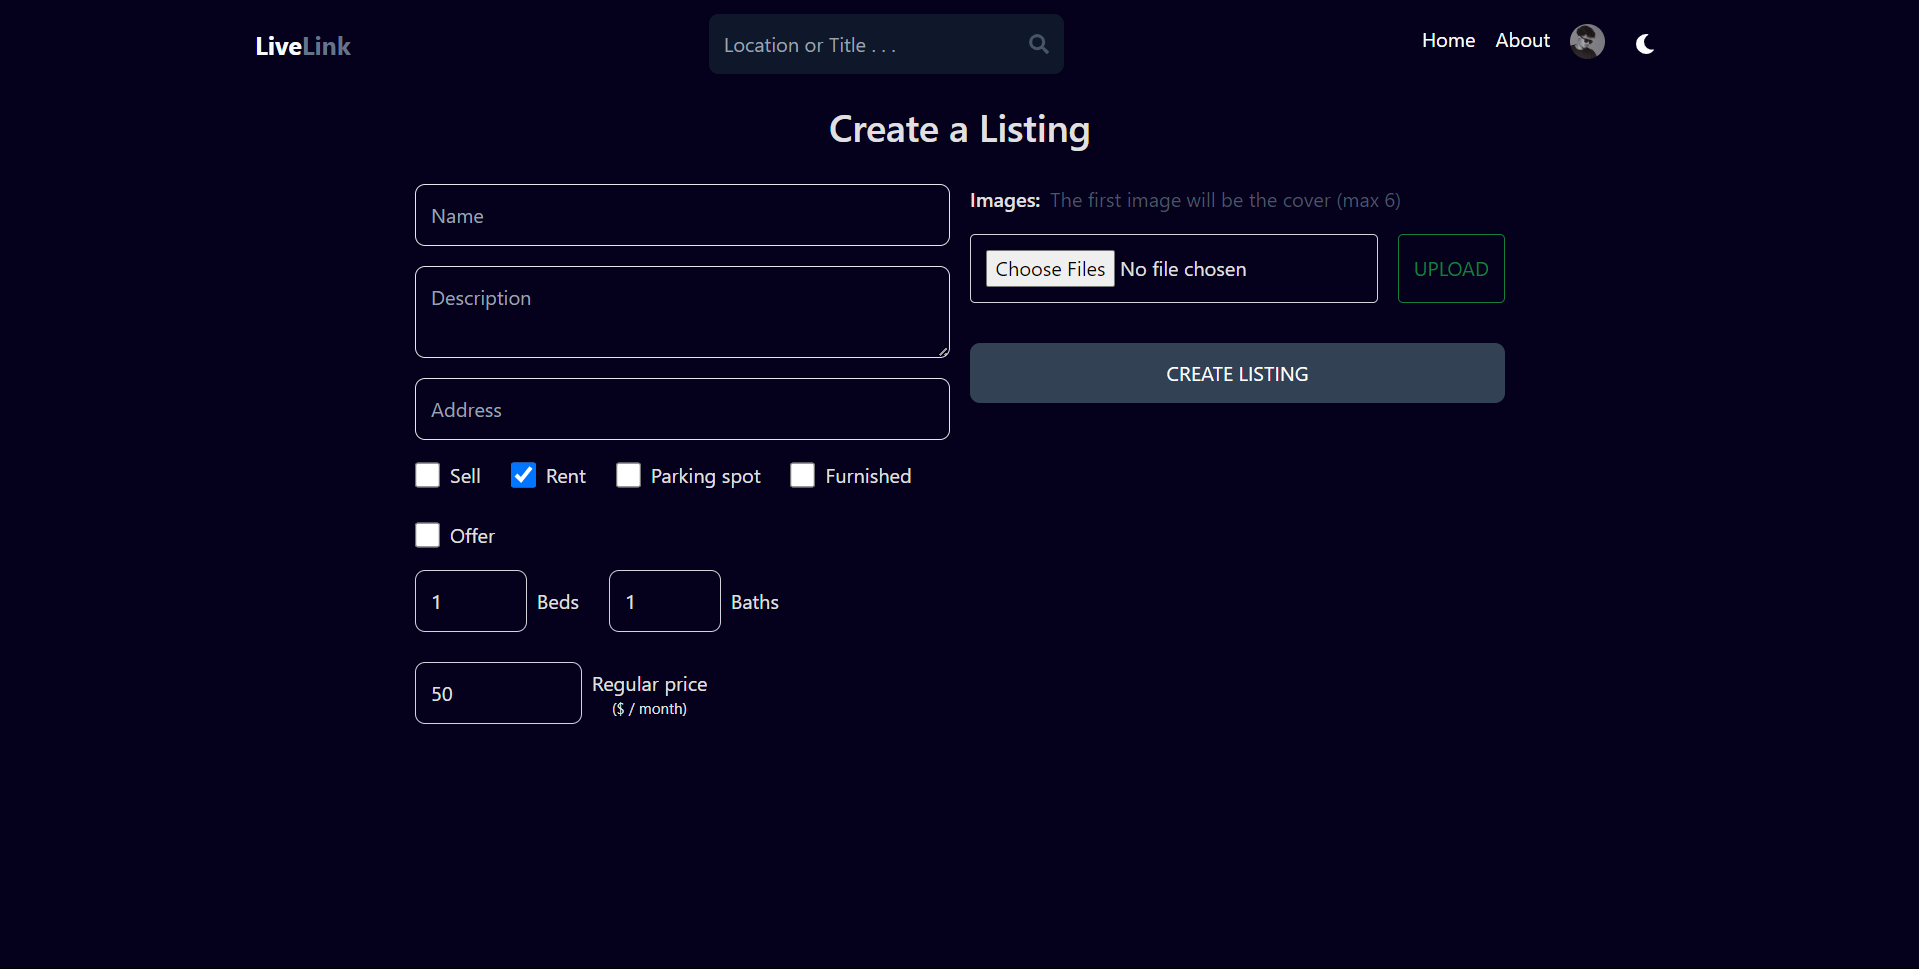 LiveLink
Location or Title . . .
Home
About
Create a Listing
Name
Description
Address
Sell
Rent
Parking spot
Furnished
Offer
1
Beds
1
Baths
50
Regular price
($ / month)
Images: The first image will be the cover (max 6)
Choose Files No file chosen
UPLOAD
CREATE LISTING